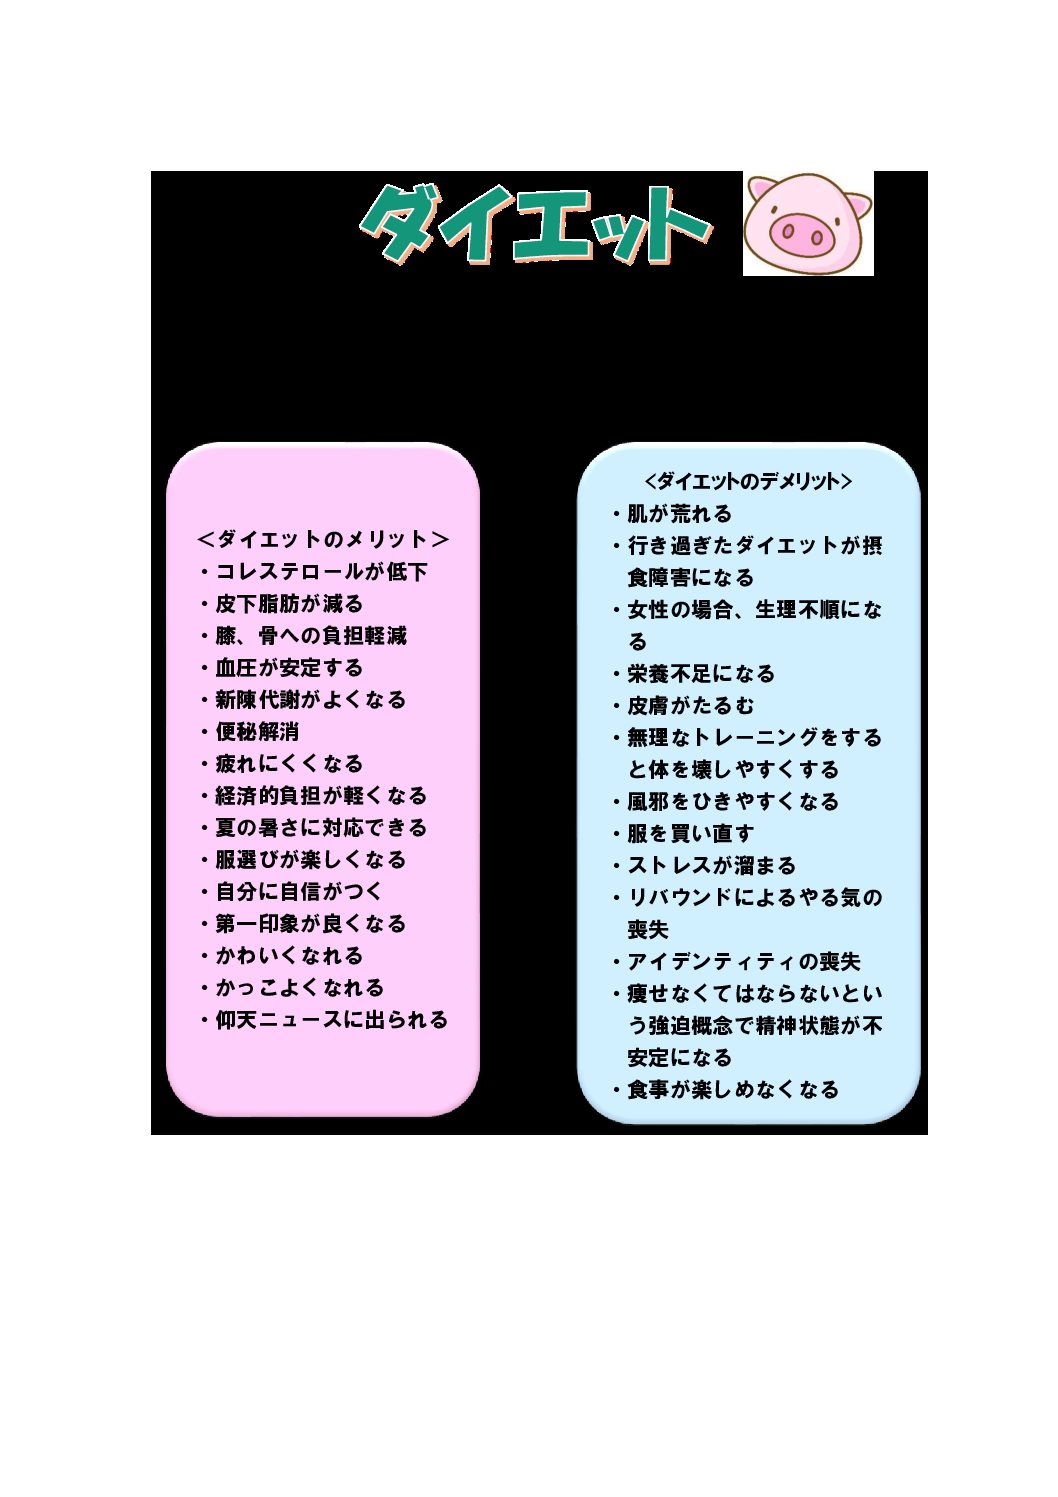 ダイエット
＜ダイエットのメリット＞
・コレステロールが低下
・皮下脂肪が減る
・膝、骨への負担軽減
・血圧が安定する
・新陳代謝がよくなる
・便秘解消
・疲れにくくなる
・経済的負担が軽くなる
・夏の暑さに対応できる
・服選びが楽しくなる
・自分に自信がつく
・第一印象が良くなる
・かわいくなれる
・かっこよくなれる
・仰天ニュースに出られる
<ダイエットのデメリット>
・肌が荒れる
・行き過ぎたダイエットが摂
食障害になる
・女性の場合、生理不順にな
る
・栄養不足になる
・皮膚がたるむ
・無理なトレーニングをする
と体を壊しやすくする
・風邪をひきやすくなる
・服を買い直す
・ストレスが溜まる
・リバウンドによるやる気の
喪失
・アイデンティティの喪失
・痩せなくてはならないとい
う強迫概念で精神状態が不
安定になる
・食事が楽しめなくなる